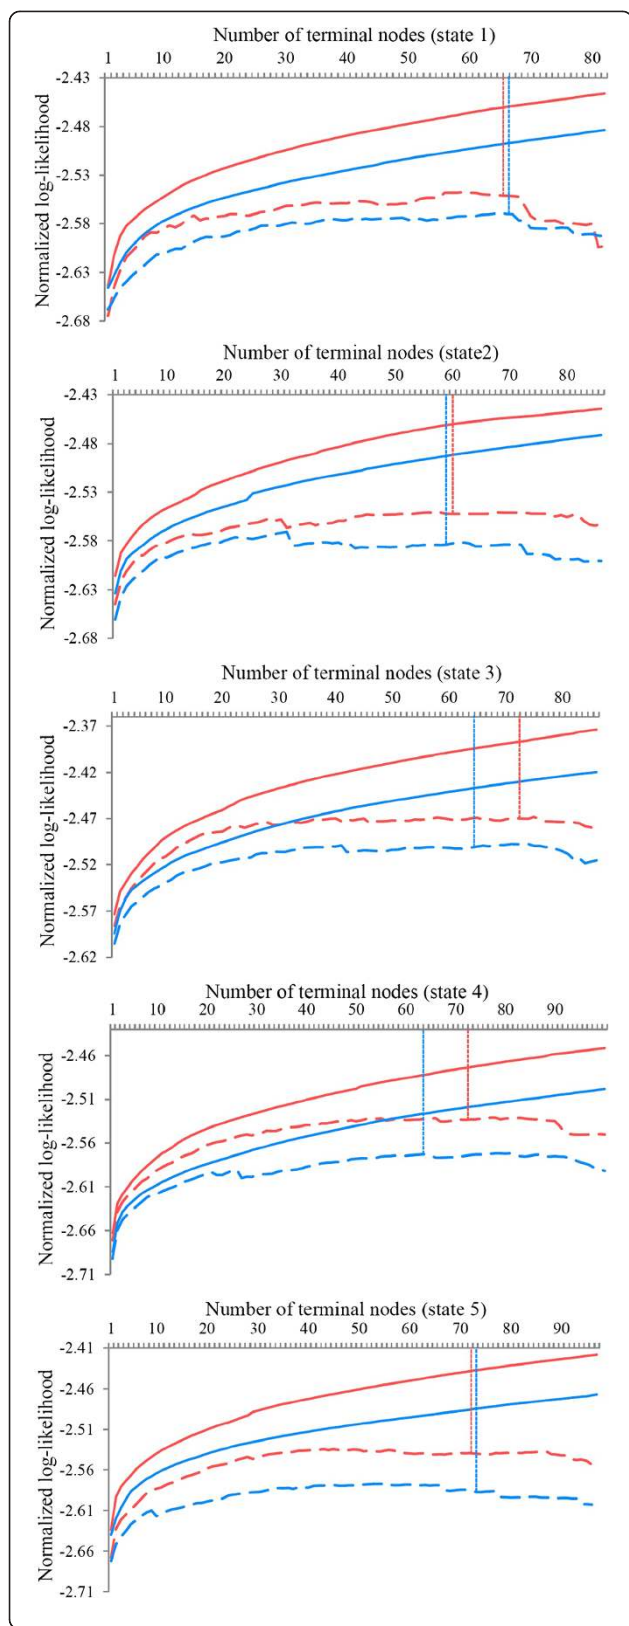 Number of terminal nodes (state 1)
1 10 20 30 40 50 60 70 80
Normalized log-likelihood
-2.43
-2.48
-2.53
-2.58
-2.63
-2.68
Number of terminal nodes (state2)
1 10 20 30 40 50 60 70 80
Normalized log-likelihood
-2.43
-2.48
-2.53
-2.58
-2.63
-2.68
Number of terminal nodes (state 3)
1 10 20 30 40 50 60 70 80
Normalized log-likelihood
-2.37
-2.42
-2.47
-2.52
-2.57
-2.62
Number of terminal nodes (state 4)
1 10 20 30 40 50 60 70 80 90
Normalized log-likelihood
-2.46
-2.51
-2.56
-2.61
-2.66
-2.71
Number of terminal nodes (state 5)
1 10 20 30 40 50 60 70 80 90
Normalized log-likelihood
-2.41
-2.46
-2.51
-2.56
-2.61
-2.66
-2.71